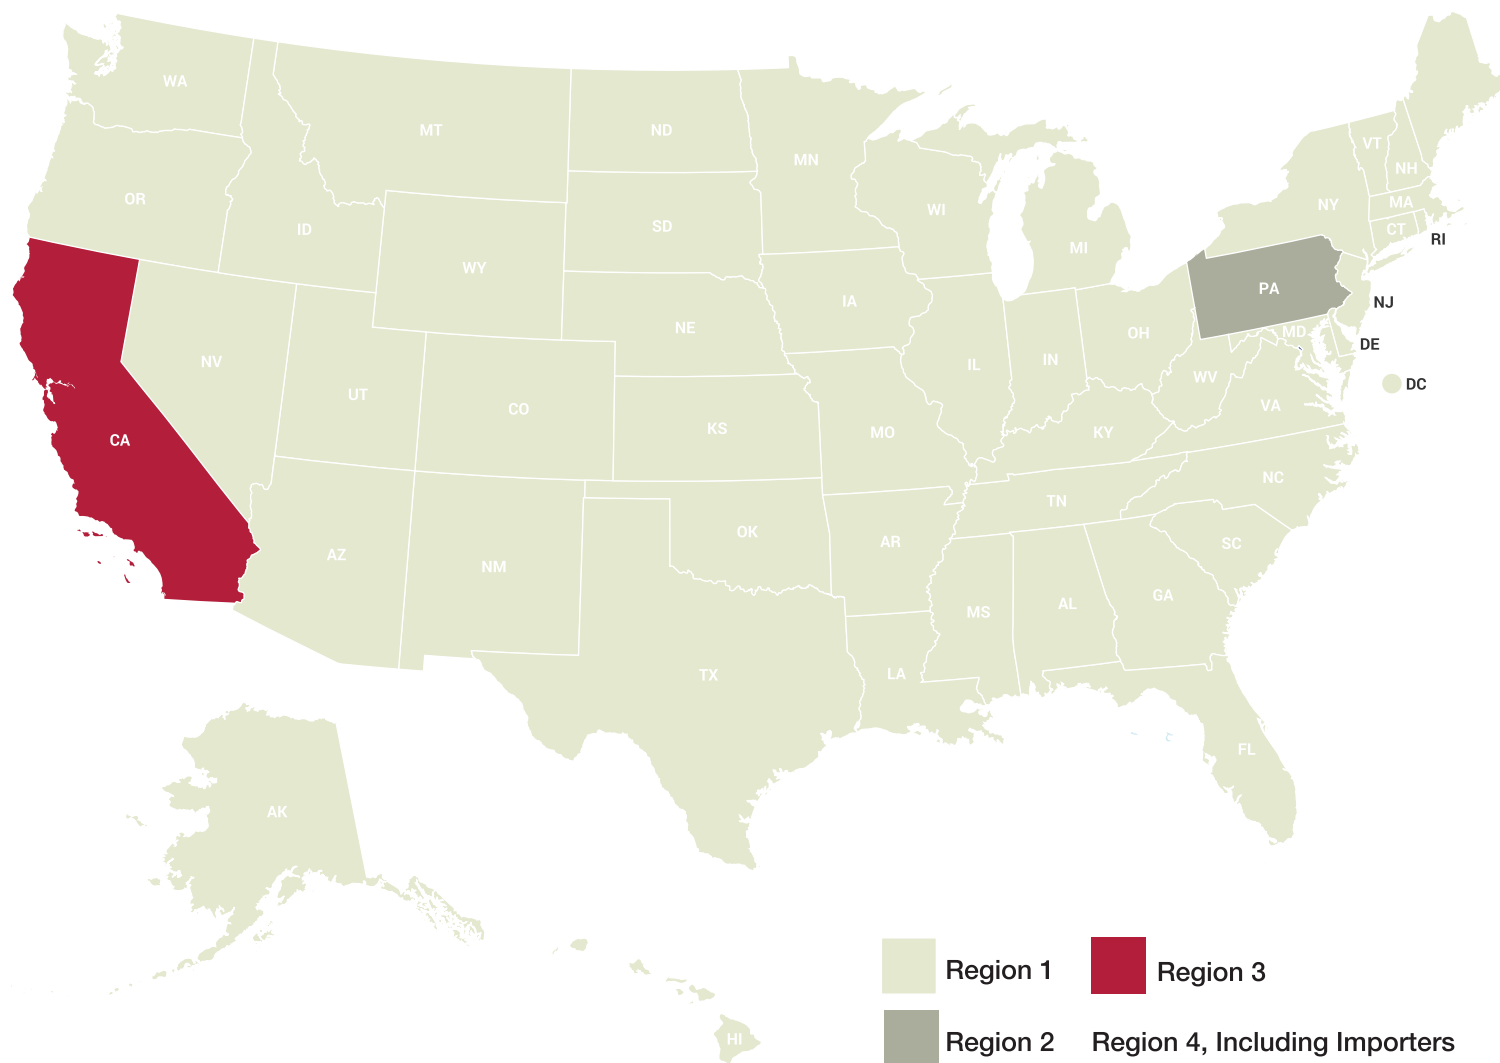 WA
MT
ND
MN
VT
NH
OR
ID
WY
SD
WI
MI
NY
MA
CT
RI
PA
NJ
NE
IA
OH
MD
DE
NV
UT
CO
KS
MO
IL
IN
WV
VA
DC
CA
KY
NC
TN
AZ
NM
OK
AR
SC
MS
AL
GA
TX
LA
FL
AK
HI
Region 1
Region 3
Region 2
Region 4, Including Importers